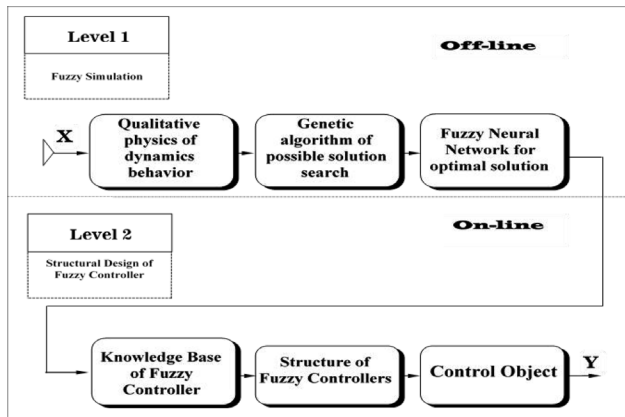 Level 1
Off-line
Fuzzy Simulation
X
Qualitative
physics of
dynamics
behavior
Genetic
algorithm of
possible solution
search
Fuzzy Neural
Network for
optimal solution
Level 2
On-line
Structural Design of
Fuzzy Controller
Knowledge Base
of Fuzzy
Controller
Structure of
Fuzzy Controllers
Control Object
Y